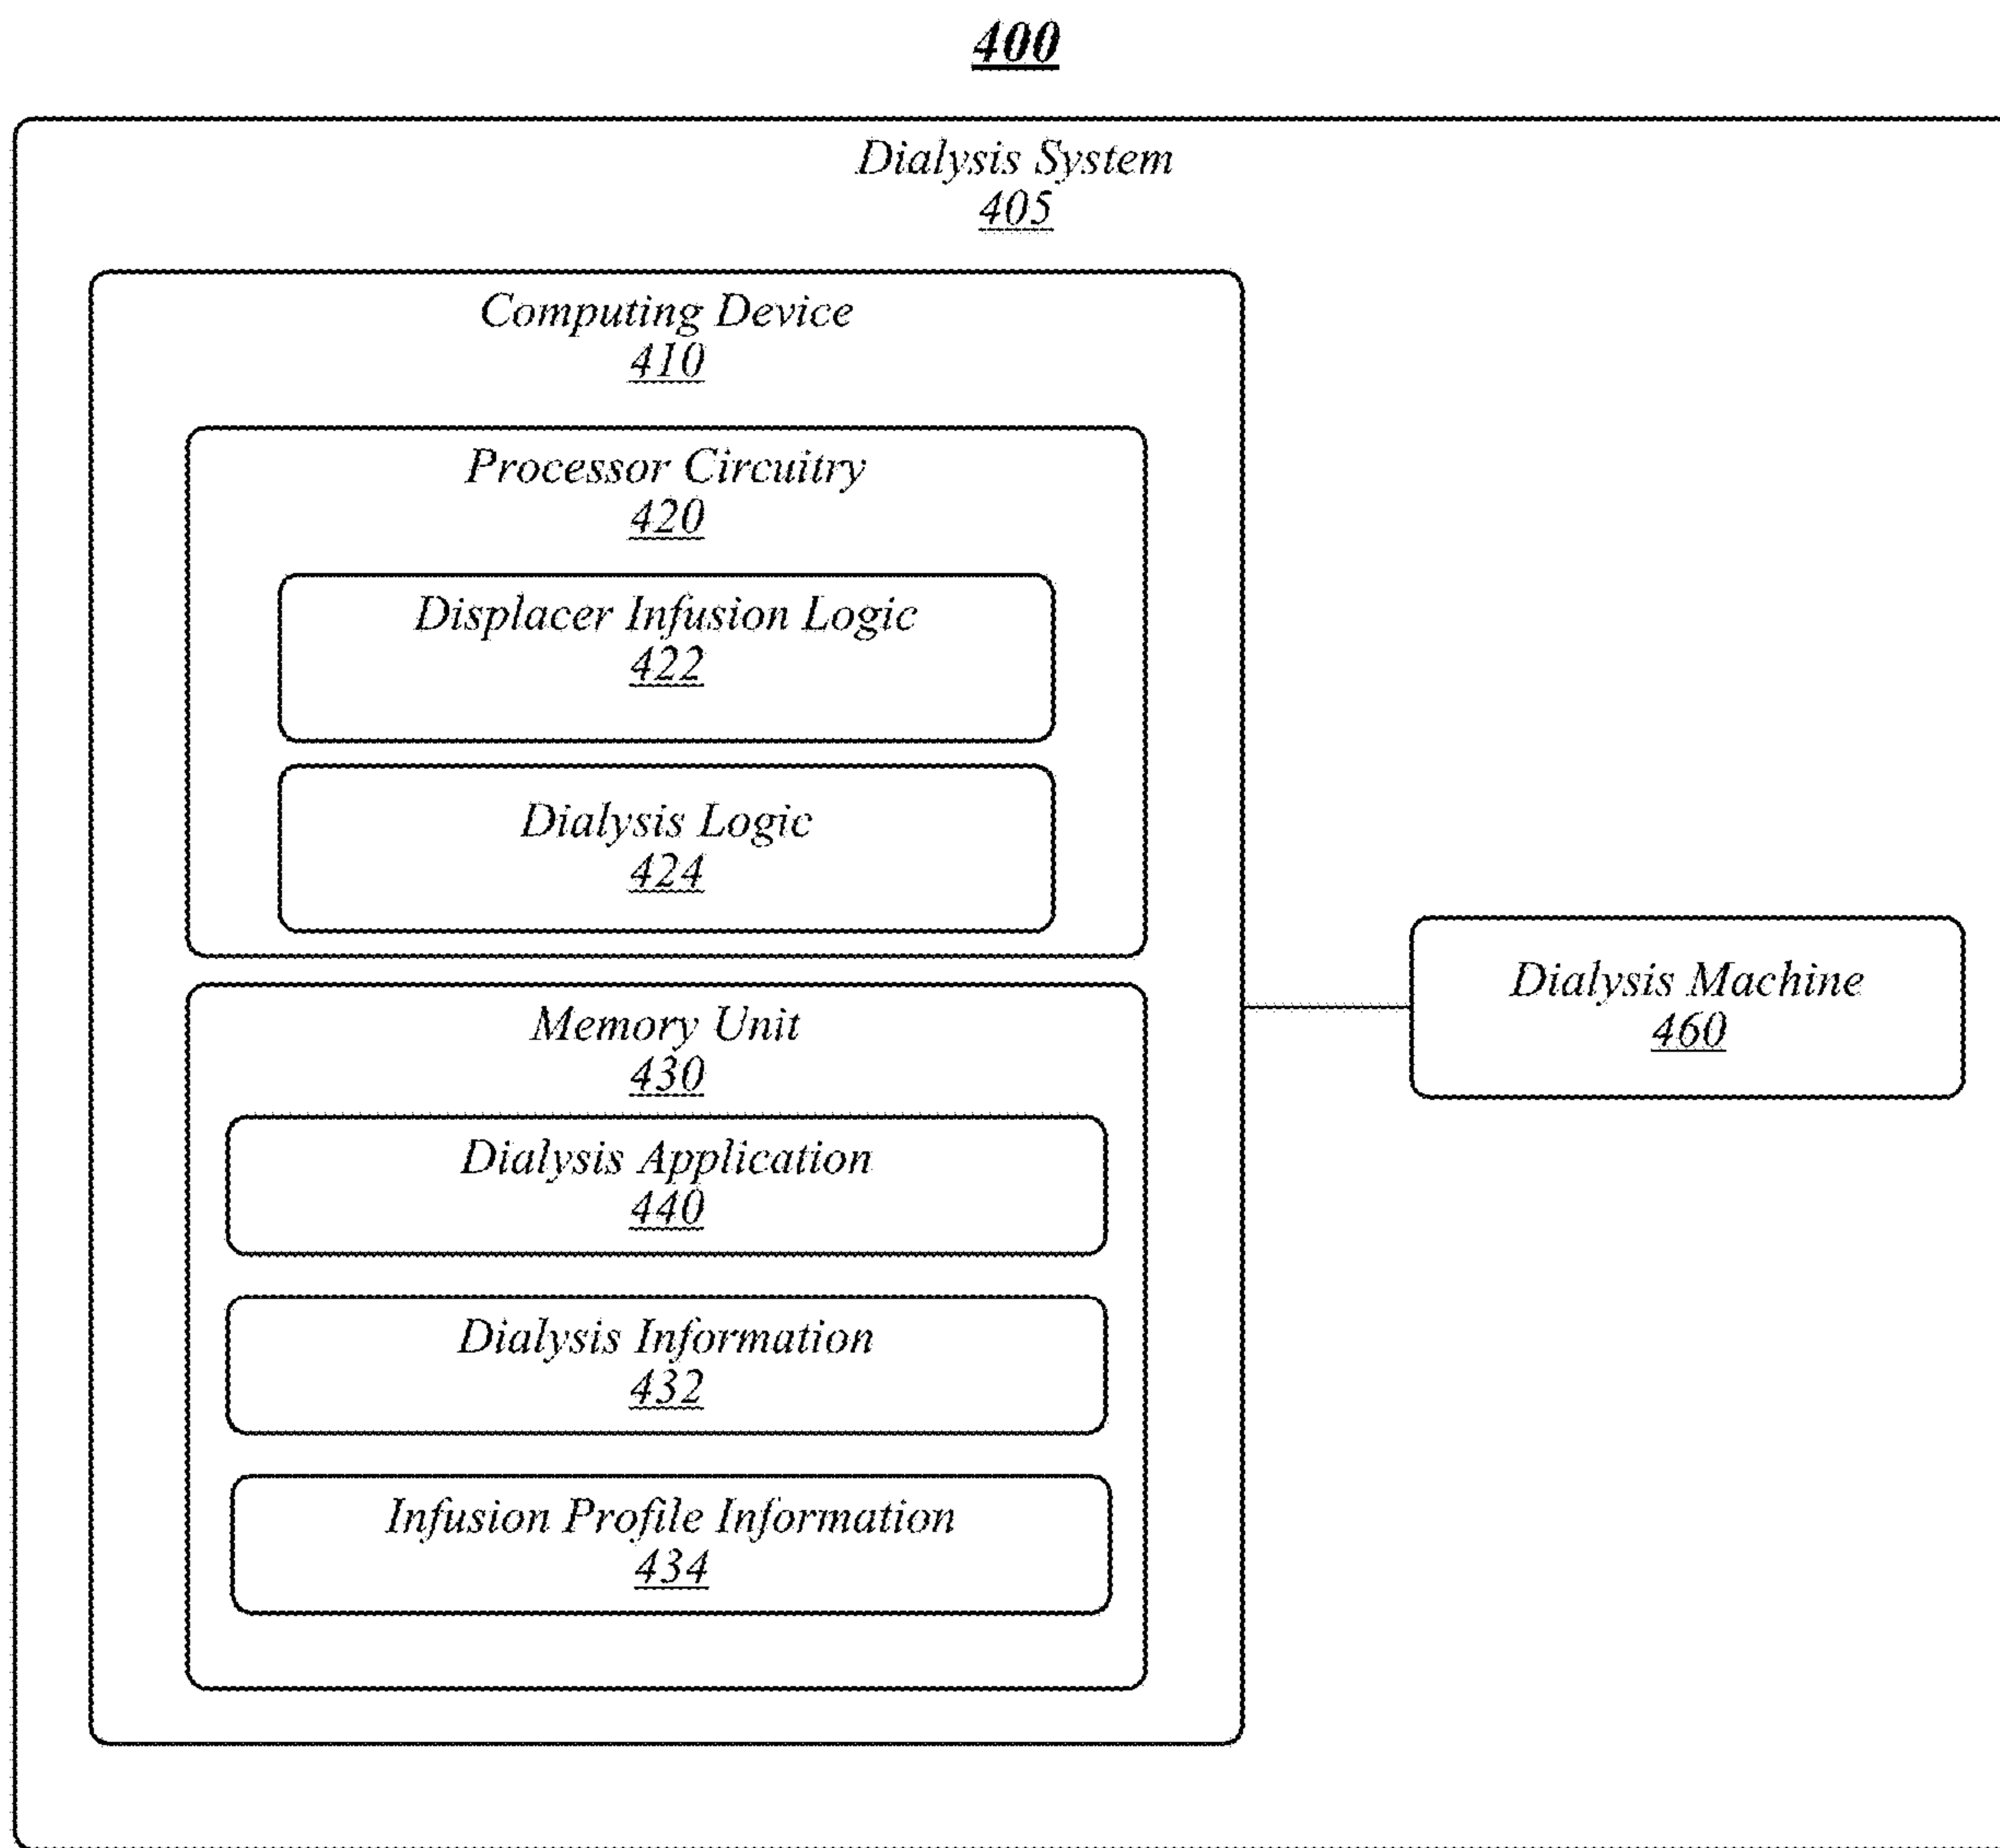 400
Dialysis System
405
Computing Device
410
Processor Circuitry
420
Displacer Infusion Logic
422
Dialysis Logic
424
Memory Unit
430
Dialysis Application
440
Dialysis Information
432
Infusion Profile Information
434
Dialysis Machine
460